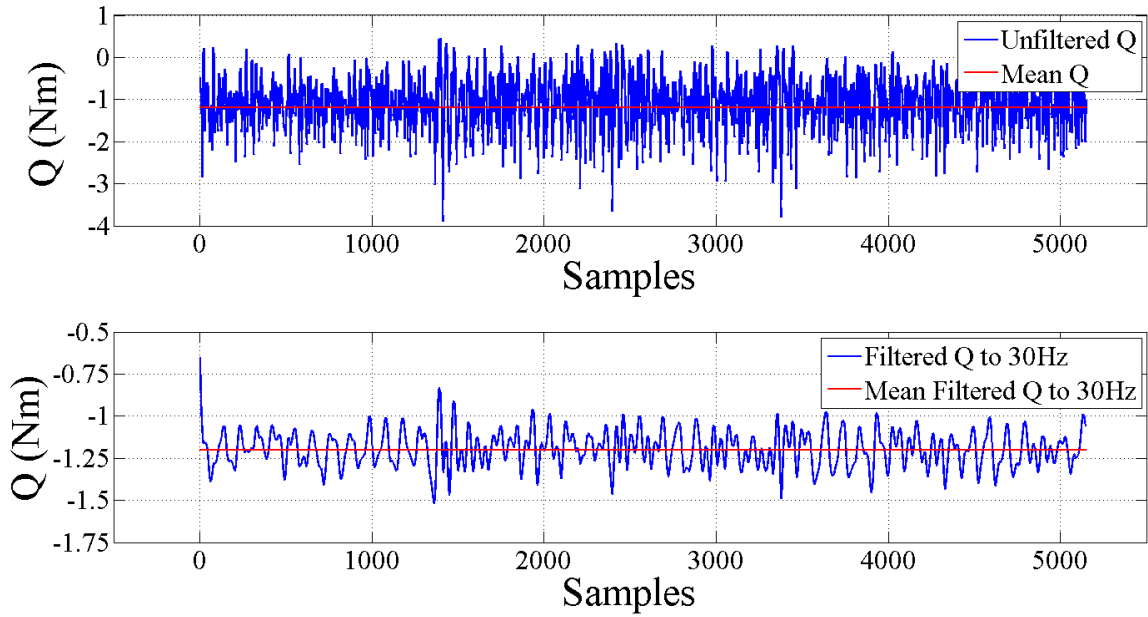 1
0
-1
-2
-3
-4
Q (Nm)
Unfiltered Q
Mean Q
0 1000 2000 3000 4000 5000
Samples
-0.5
-0.75
-1
-1.25
-1.5
-1.75
Q (Nm)
Filtered Q to 30Hz
Mean Filtered Q to 30Hz
0 1000 2000 3000 4000 5000
Samples